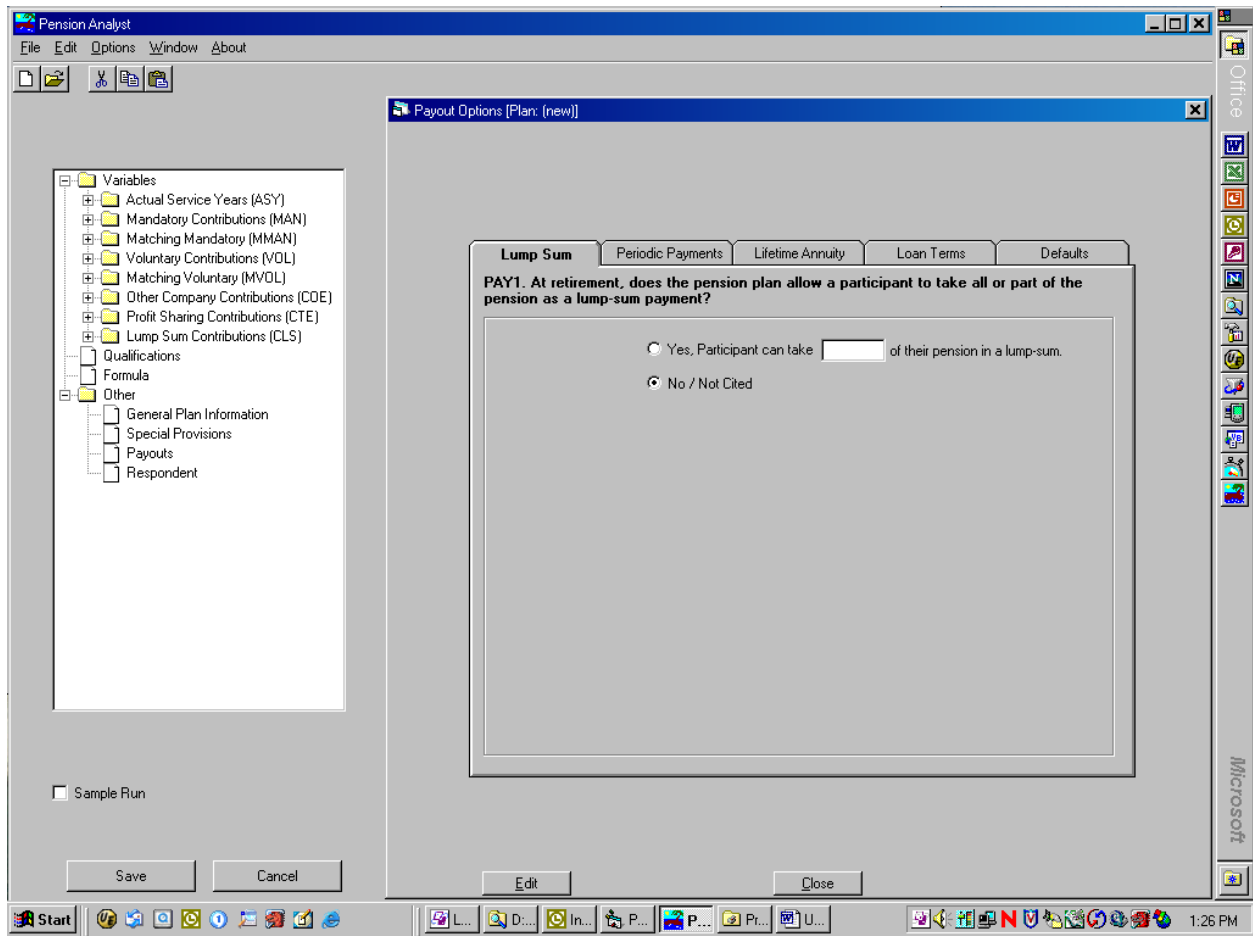 Pension Analyst
File Edit Options Window About
Office
Payout Options [Plan: (new)]
Variables
Actual Service Years (ASY)
Mandatory Contributions (MAN)
Matching Mandatory (MMAN)
Voluntary Contributions (VOL)
Matching Voluntary (MVOL)
Other Company Contributions (COE)
Profit Sharing Contributions (CTE)
Lump Sum Contributions (CLS)
Qualifications
Formula
Other
General Plan Information
Special Provisions
Payouts
Respondent
Lump Sum Periodic Payments Lifetime Annuity Loan Terms Defaults
PAY1. At retirement, does the pension plan allow a participant to take all or part of the
pension as a lump-sum payment?
Yes, Participant can take of their pension in a lump-sum.
No / Not Cited
Sample Run
Save Cancel
Edit Close
Microsoft
Start L... D:... In... P... P... Pr... U... 1:26 PM